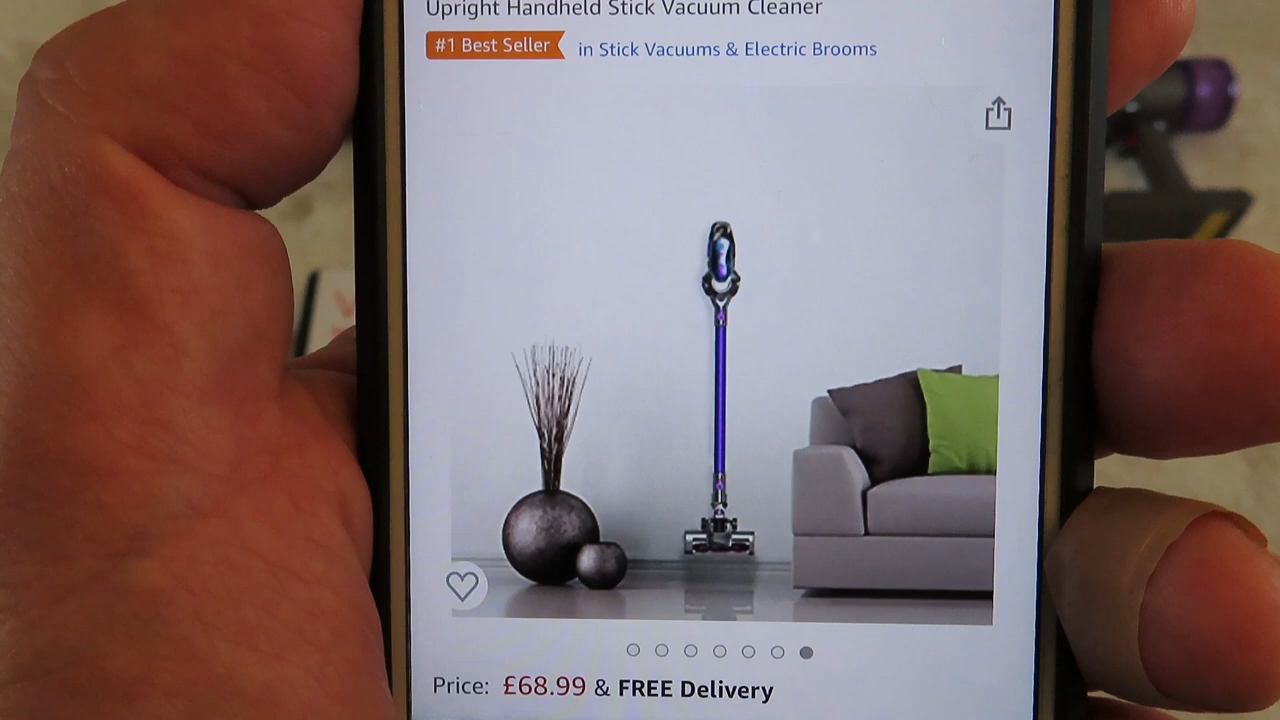 Upright Handheld Stick Vacuum Cleaner
#1 Best Seller in Stick Vacuums & Electric Brooms
Price: £68.99 & FREE Delivery